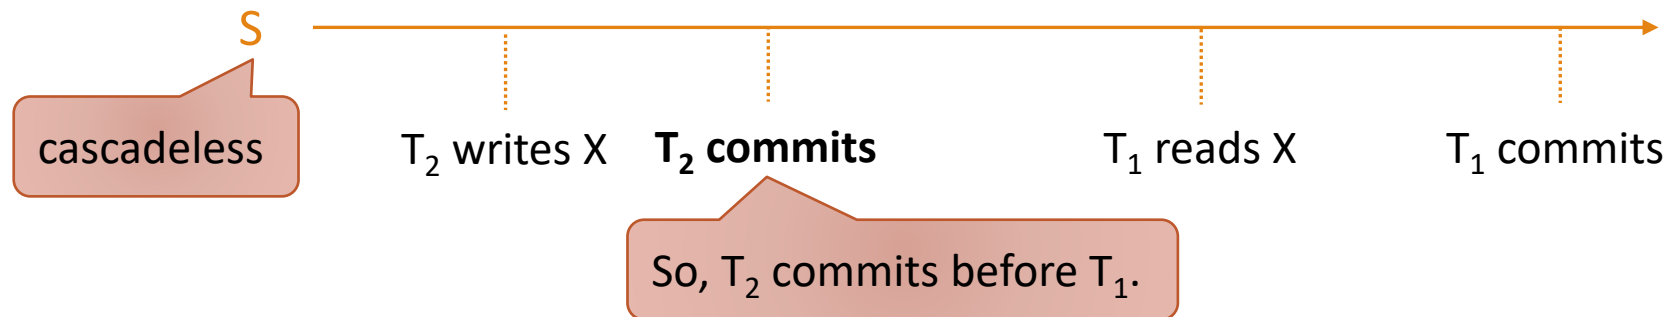 S
cascadeless
T₂ writes X
T₂ commits
T₁ reads X
T₁ commits
So, T₂ commits before T₁.